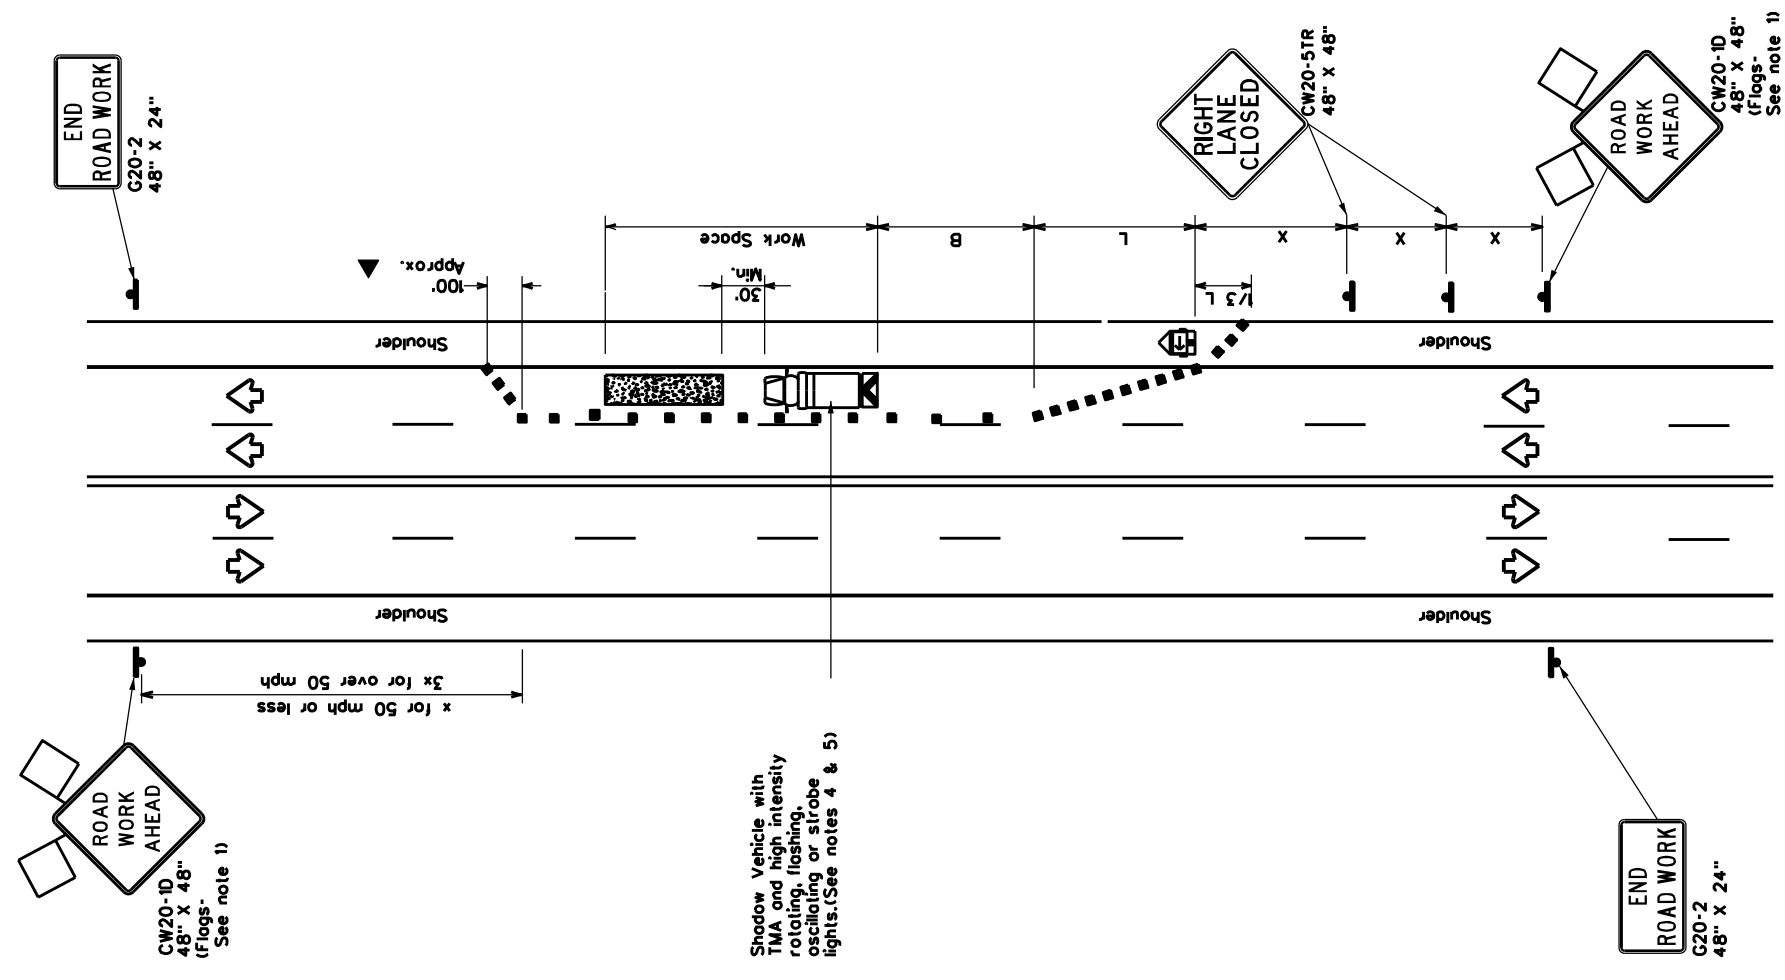 END
ROAD WORK
G20-2
48" X 24"
RIGHT
LANE
CLOSED
CW20-5TR
48" X 48"
ROAD
WORK
AHEAD
CW20-1D
48" X 48"
(Flags-
See note 1)
Work Space
B
L
X
X
X
100'
Approx.
30'
Min.
1/3 L
Shoulder
Shoulder
Shoulder
Shoulder
x for 50 mph or less
3x for over 50 mph
ROAD
WORK
AHEAD
CW20-1D
48" X 48"
(Flags-
See note 1)
Shadow Vehicle with
TMA and high intensity
rotating, flashing,
oscillating or strobe
lights.(See notes 4 & 5)
END
ROAD WORK
G20-2
48" X 24"